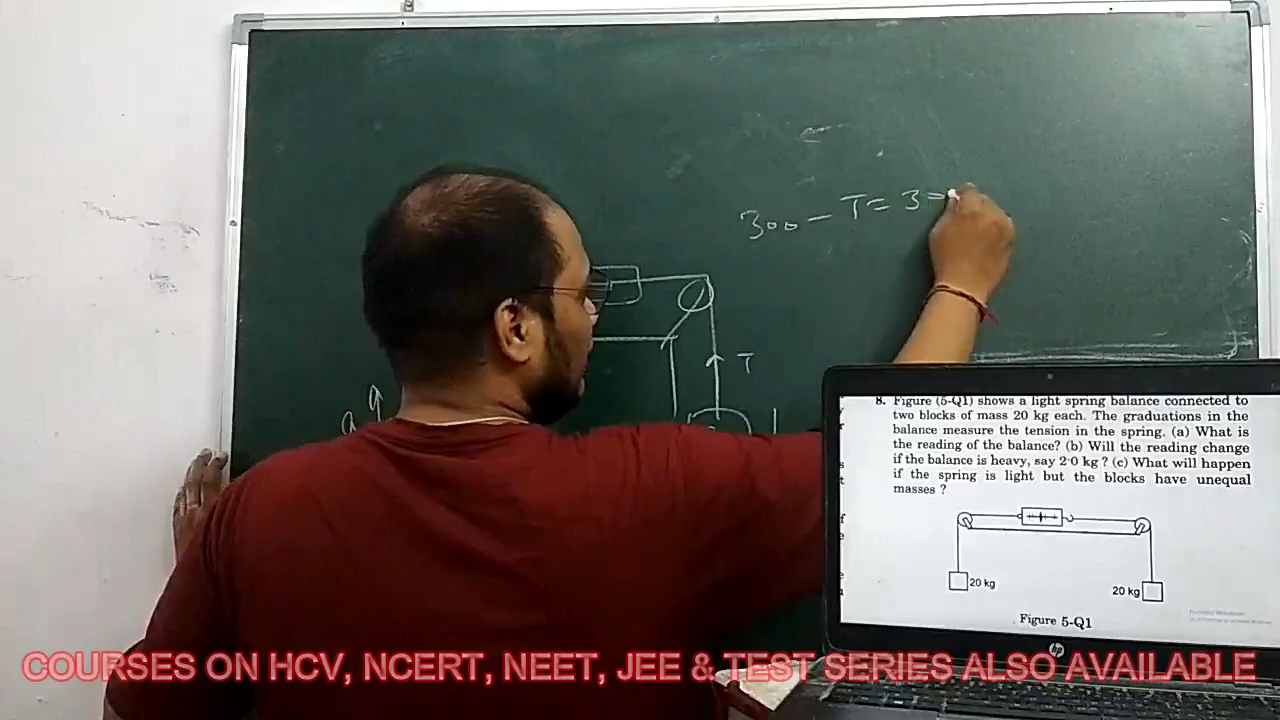 300 - T = 3
T
a
8. Figure (5-Q1) shows a light spring balance connected to
two blocks of mass 20 kg each. The graduations in the
balance measure the tension in the spring. (a) What is
the reading of the balance? (b) Will the reading change
if the balance is heavy, say 2·0 kg ? (c) What will happen
if the spring is light but the blocks have unequal
masses ?
20 kg
20 kg
Figure 5-Q1
hp
COURSES ON HCV, NCERT, NEET, JEE & TEST SERIES ALSO AVAILABLE